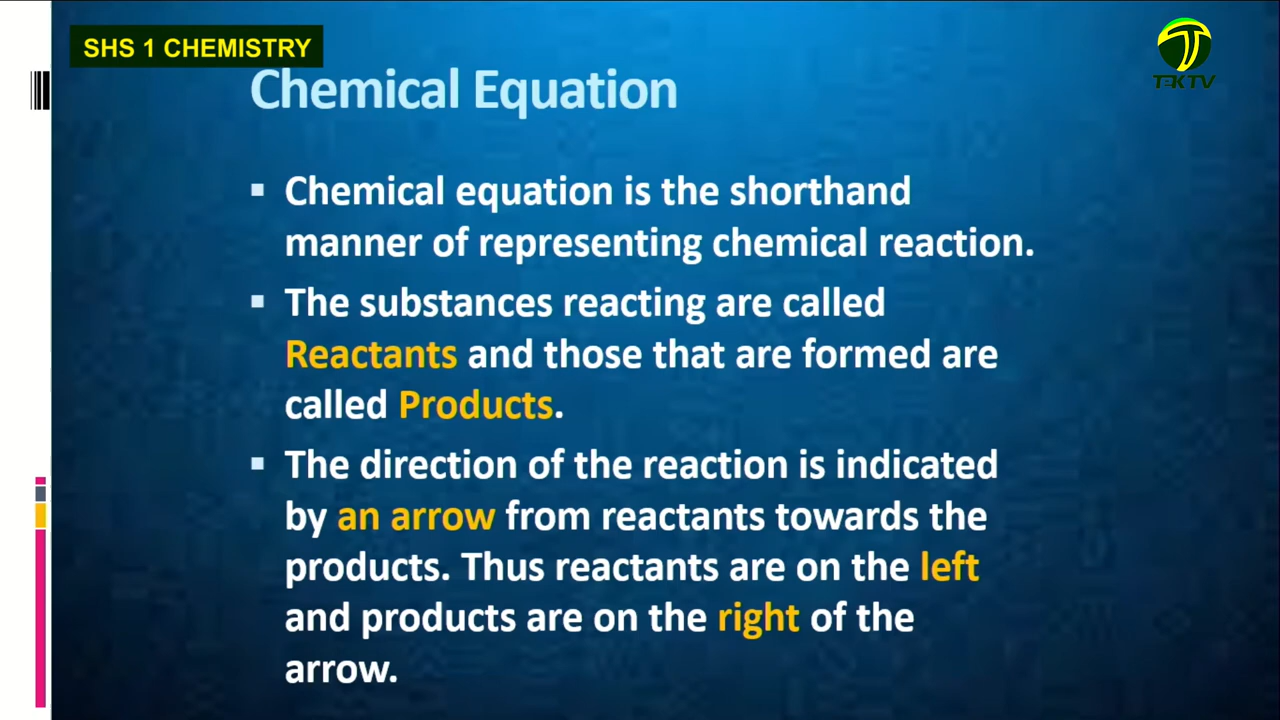 SHS 1 CHEMISTRY
TEK TV
Chemical Equation
▪ Chemical equation is the shorthand
manner of representing chemical reaction.
▪ The substances reacting are called
Reactants and those that are formed are
called Products.
▪ The direction of the reaction is indicated
by an arrow from reactants towards the
products. Thus reactants are on the left
and products are on the right of the
arrow.